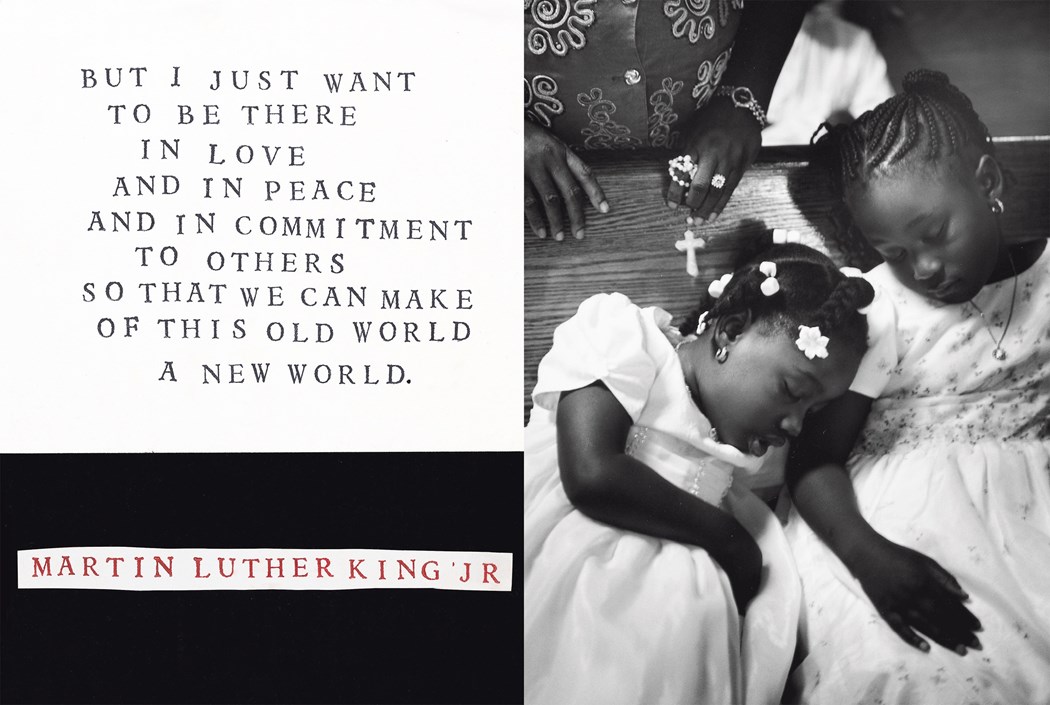 BUT I JUST WANT
TO BE THERE
IN LOVE
AND IN PEACE
AND IN COMMITMENT
TO OTHERS
SO THAT WE CAN MAKE
OF THIS OLD WORLD
A NEW WORLD.
MARTIN LUTHER KING 'JR